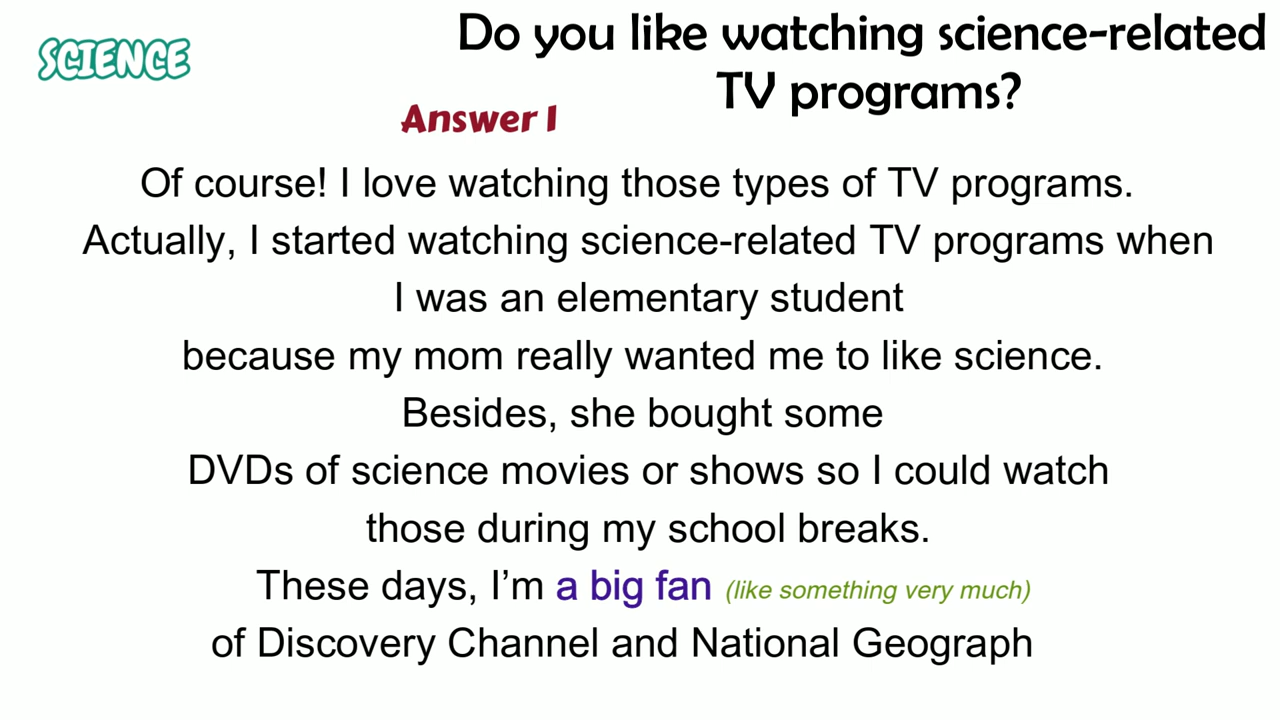 SCIENCE
Do you like watching science-related
TV programs?
Answer 1
Of course! I love watching those types of TV programs.
Actually, I started watching science-related TV programs when
I was an elementary student
because my mom really wanted me to like science.
Besides, she bought some
DVDs of science movies or shows so I could watch
those during my school breaks.
These days, I’m a big fan (like something very much)
of Discovery Channel and National Geograph